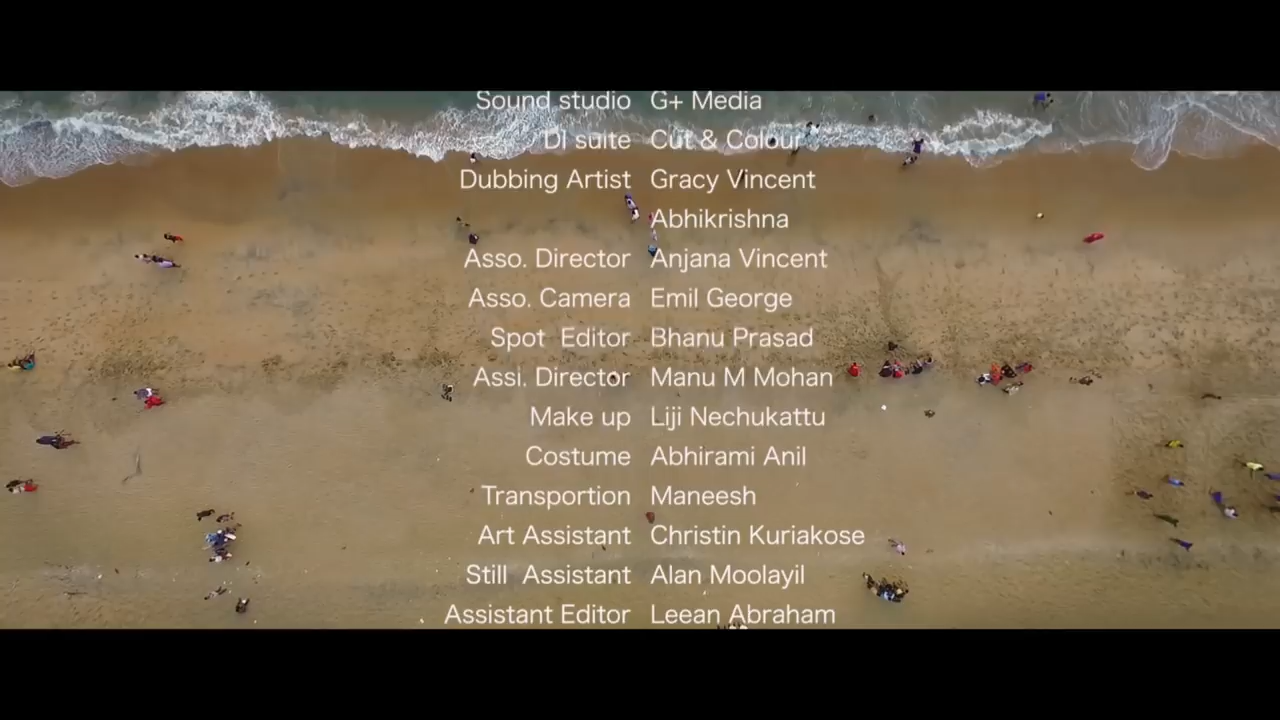 Sound studio G+ Media
DI suite Cut & Colour
Dubbing Artist Gracy Vincent
Abhikrishna
Asso. Director Anjana Vincent
Asso. Camera Emil George
Spot Editor Bhanu Prasad
Assi. Director Manu M Mohan
Make up Liji Nechukattu
Costume Abhirami Anil
Transportion Maneesh
Art Assistant Christin Kuriakose
Still Assistant Alan Moolayil
Assistant Editor Leean Abraham